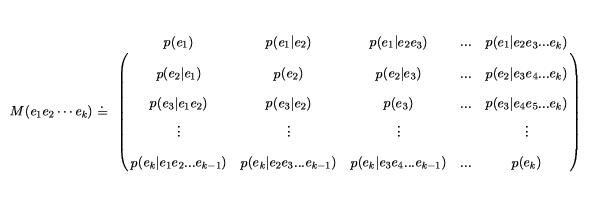 p(e₁) p(e₁|e₂) p(e₁|e₂e₃) ... p(e₁|e₂e₃...eₖ)
p(e₂|e₁) p(e₂) p(e₂|e₃) ... p(e₂|e₃e₄...eₖ)
M(e₁e₂⋯eₖ) ≐ p(e₃|e₁e₂) p(e₃|e₂) p(e₃) ... p(e₃|e₄e₅...eₖ)
⋮ ⋮ ⋮ ⋮
p(eₖ|e₁e₂...eₖ₋₁) p(eₖ|e₂e₃...eₖ₋₁) p(eₖ|e₃e₄...eₖ₋₁) ... p(eₖ)